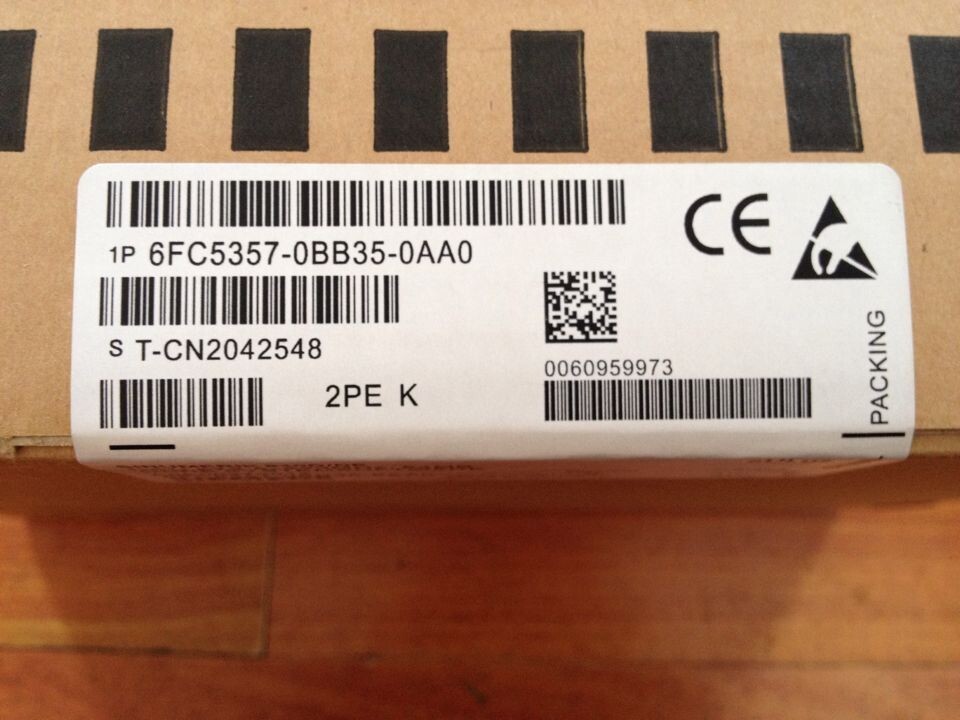 1P 6FC5357-0BB35-0AA0
S T-CN2042548
2PE K
CE
0060959973
PACKING